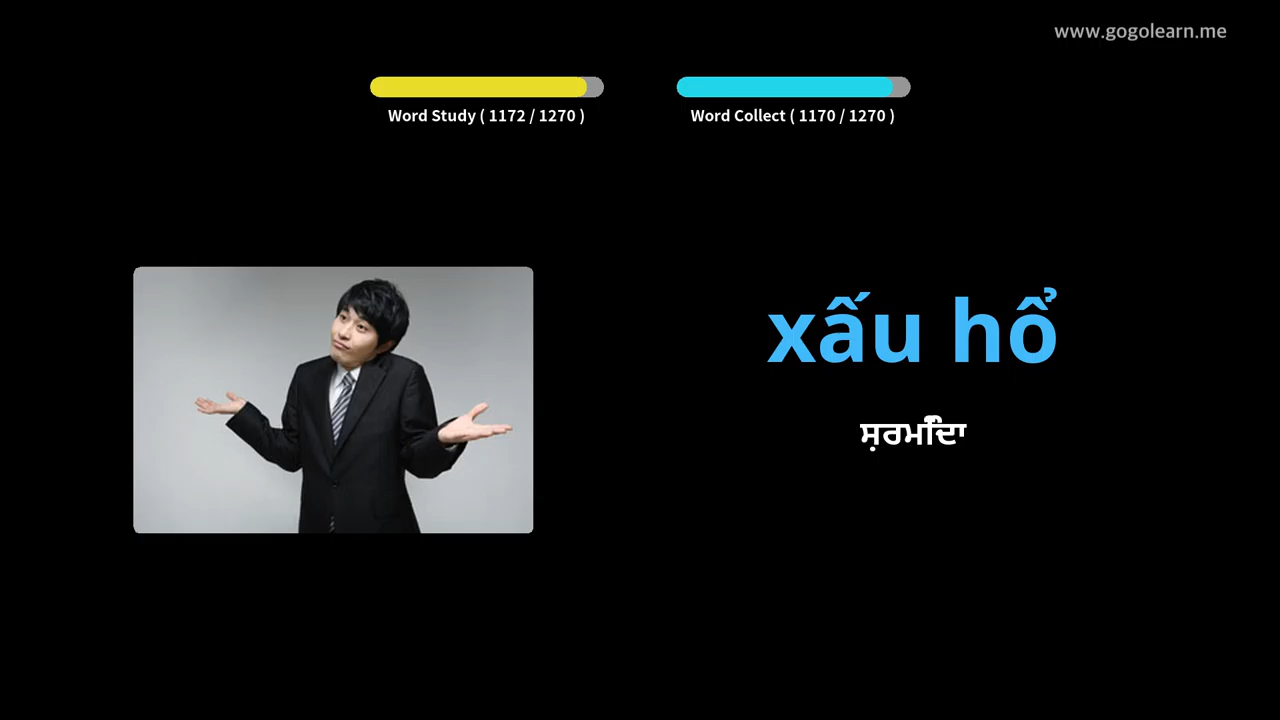 www.gogolearn.me
Word Study ( 1172 / 1270 )
Word Collect ( 1170 / 1270 )
xấu hổ
ਸ਼ਰਮਿੰਦਾ